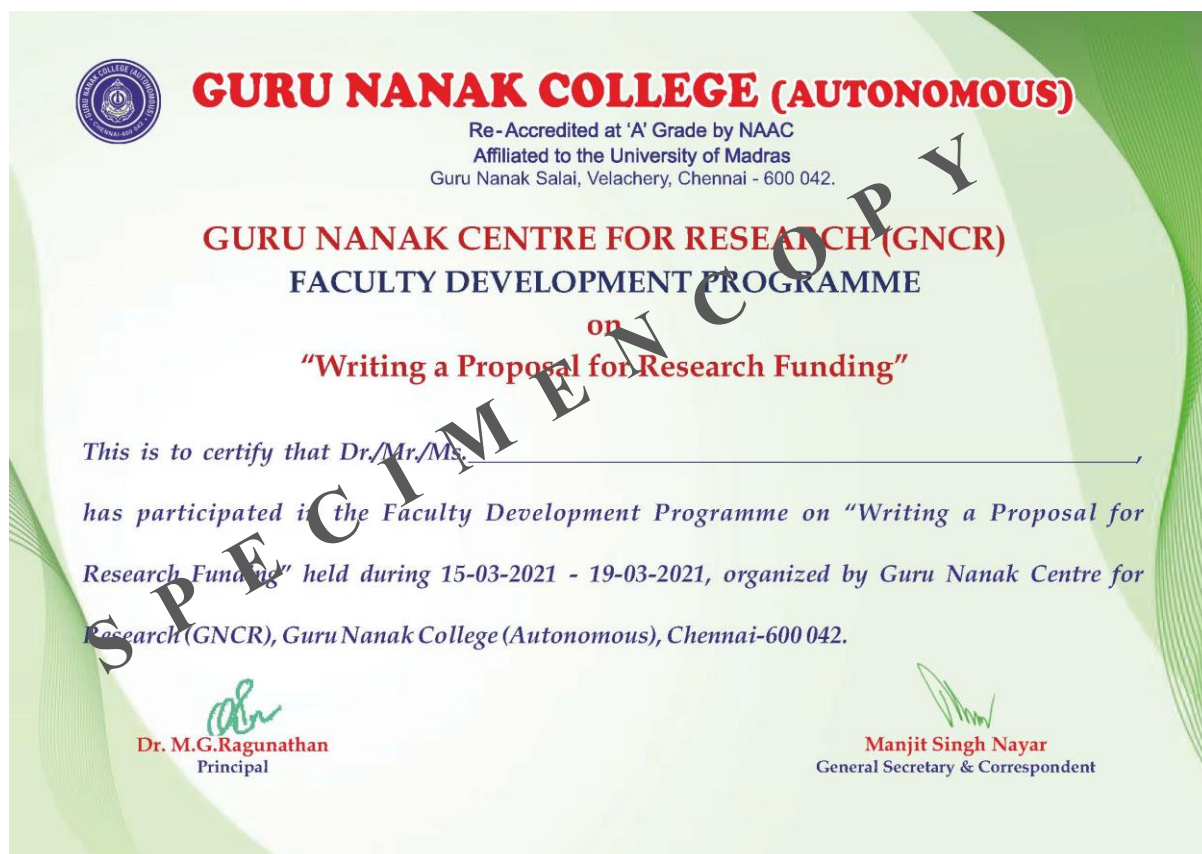 GURU NANAK COLLEGE (AUTONOMOUS)
Re-Accredited at 'A' Grade by NAAC
Affiliated to the University of Madras
Guru Nanak Salai, Velachery, Chennai - 600 042.
GURU NANAK CENTRE FOR RESEARCH (GNCR)
FACULTY DEVELOPMENT PROGRAMME
on
“Writing a Proposal for Research Funding”
This is to certify that Dr./Mr./Ms.____________________,
has participated in the Faculty Development Programme on “Writing a Proposal for
Research Funding” held during 15-03-2021 - 19-03-2021, organized by Guru Nanak Centre for
Research (GNCR), Guru Nanak College (Autonomous), Chennai-600 042.
SPECIMEN COPY
Dr. M.G.Ragunathan
Principal
Manjit Singh Nayar
General Secretary & Correspondent